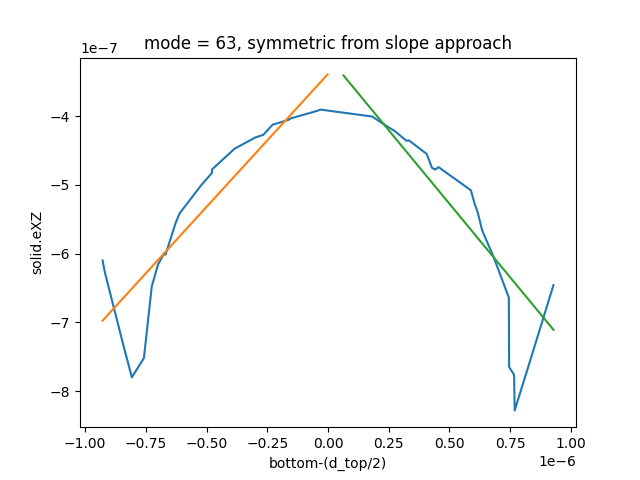 mode = 63, symmetric from slope approach
1e−7
−4
−5
−6
−7
−8
solid.eXZ
−1.00 −0.75 −0.50 −0.25 0.00 0.25 0.50 0.75 1.00
1e−6
bottom-(d_top/2)